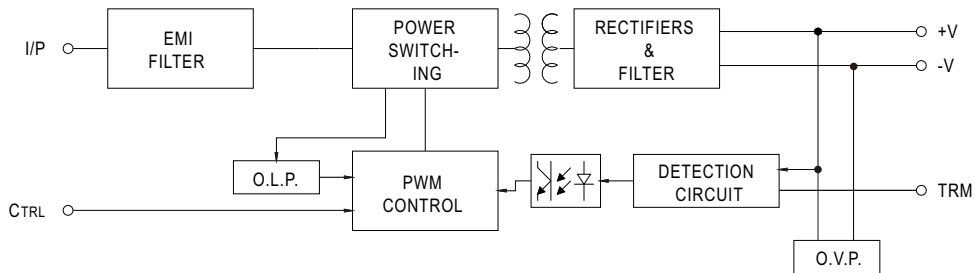 I/P
EMI
FILTER
POWER
SWITCH-
ING
RECTIFIERS
&
FILTER
+V
-V
O.L.P.
PWM
CONTROL
DETECTION
CIRCUIT
TRM
CTRL
O.V.P.